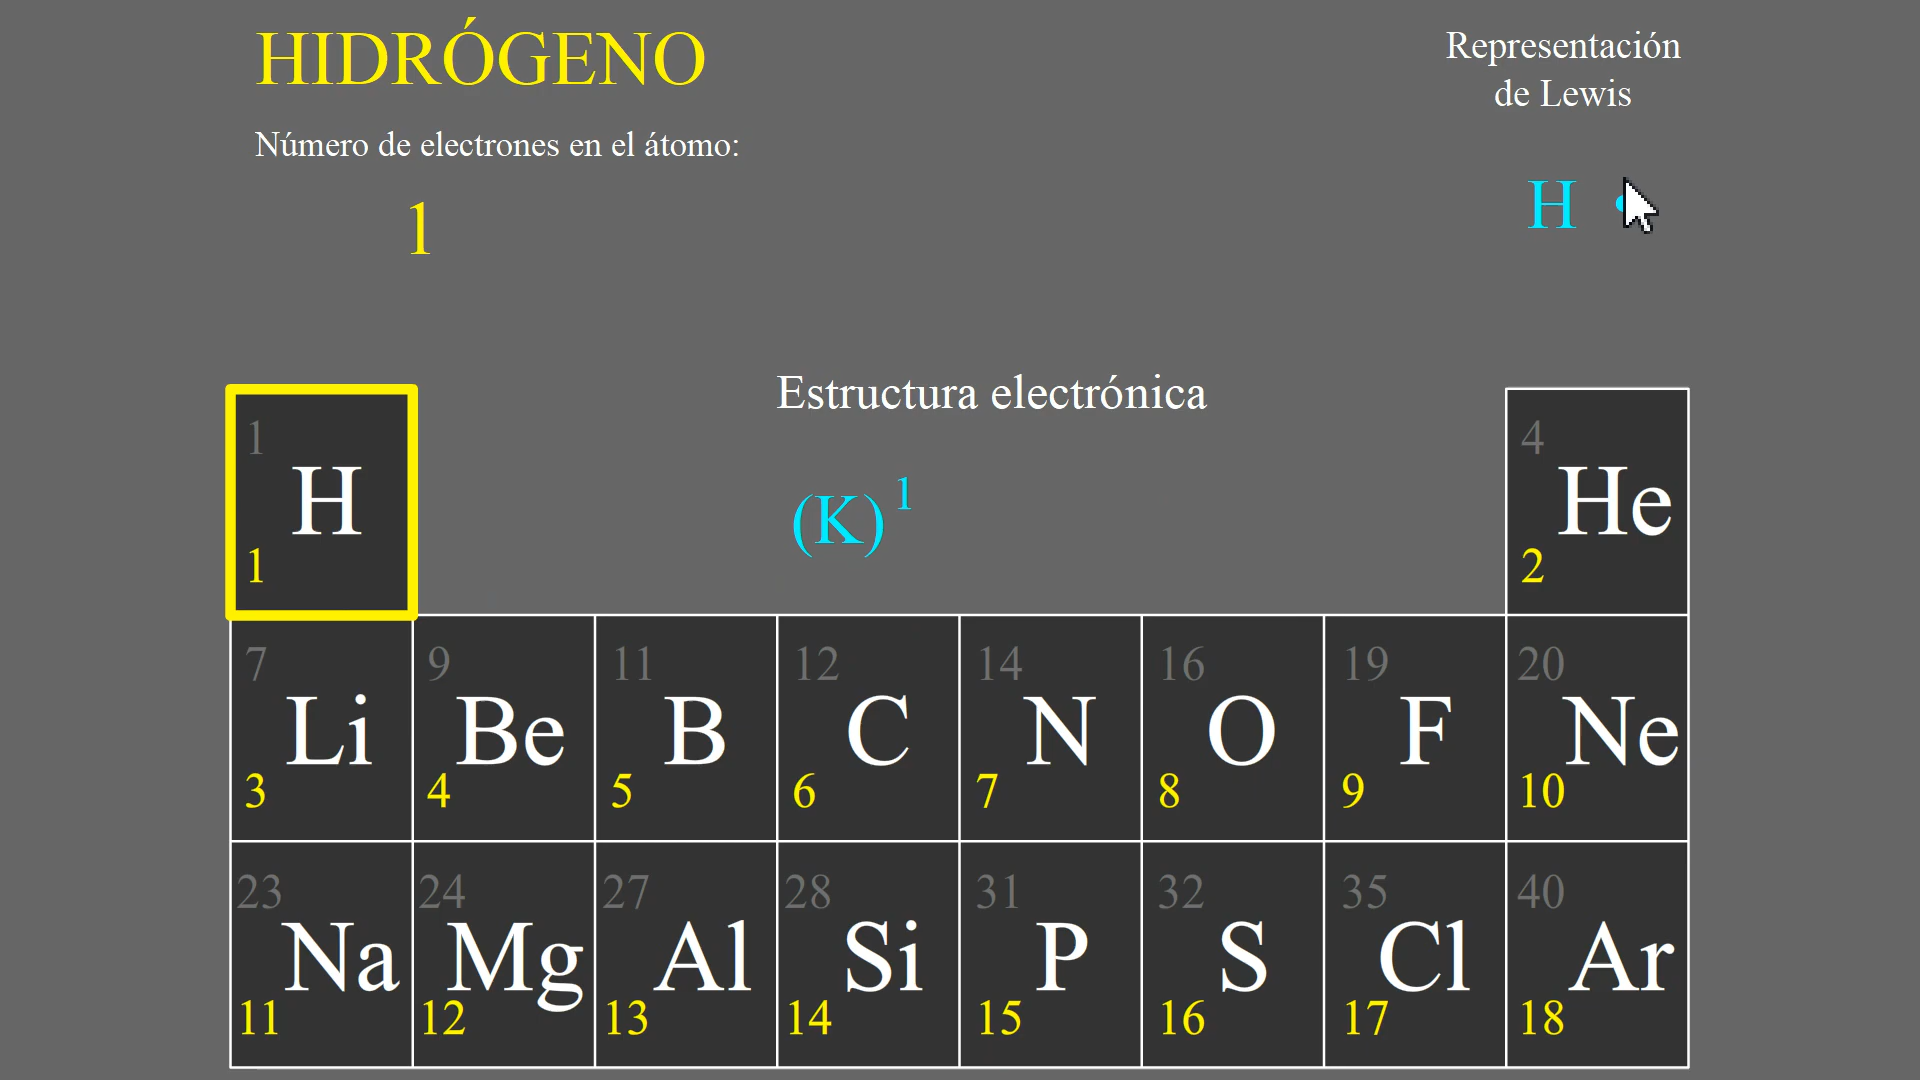 HIDRÓGENO
Representación
de Lewis
Número de electrones en el átomo:
1
H
Estructura electrónica
(K)¹
1 H 1
4 He 2
7 Li 3
9 Be 4
11 B 5
12 C 6
14 N 7
16 O 8
19 F 9
20 Ne 10
23 Na 11
24 Mg 12
27 Al 13
28 Si 14
31 P 15
32 S 16
35 Cl 17
40 Ar 18